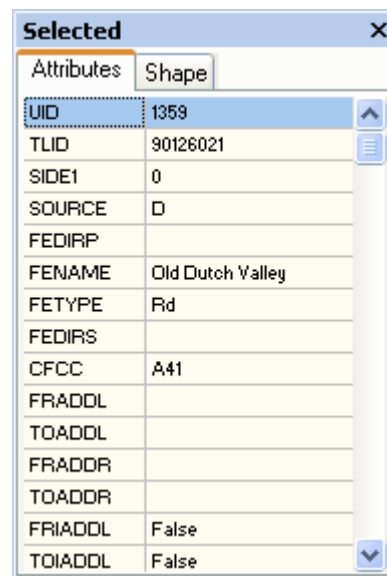 Selected
Attributes Shape
UID 1359
TLID 90126021
SIDE1 0
SOURCE D
FEDIRP
FENAME Old Dutch Valley
FETYPE Rd
FEDIRS
CFCC A41
FRADDL
TOADDL
FRADDR
TOADDR
FRIADDL False
TOIADDL False